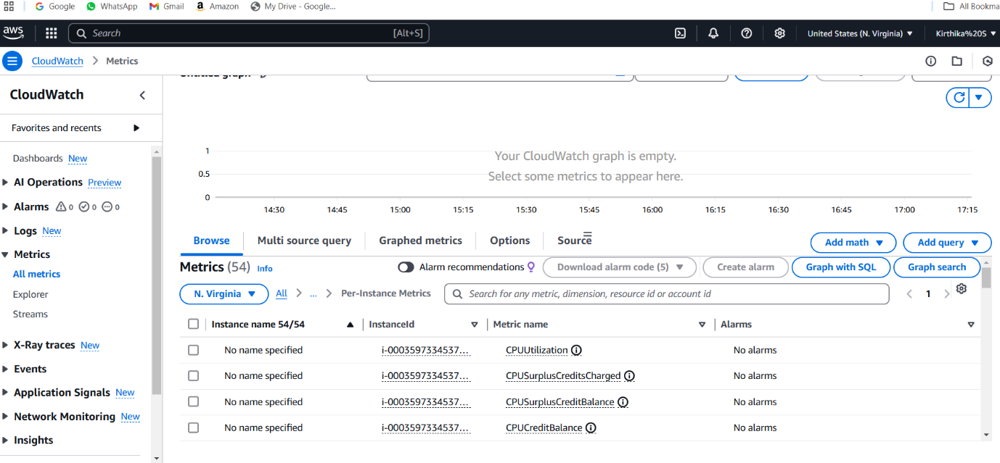 Google WhatsApp Gmail Amazon My Drive - Google... All Bookma
aws Search [Alt+S] United States (N. Virginia) Kirthika%20S
CloudWatch > Metrics
CloudWatch
Favorites and recents
Dashboards New
AI Operations Preview
Alarms 0 0 0
Logs New
Metrics
All metrics
Explorer
Streams
X-Ray traces New
Events
Application Signals New
Network Monitoring New
Insights
Untitled graph
1
0.5
0
Your CloudWatch graph is empty.
Select some metrics to appear here.
14:30 14:45 15:00 15:15 15:30 15:45 16:00 16:15 16:30 16:45 17:00 17:15
Browse Multi source query Graphed metrics Options Source Add math Add query
Metrics (54) Info Alarm recommendations Download alarm code (5) Create alarm Graph with SQL Graph search
N. Virginia All > ... > Per-Instance Metrics Search for any metric, dimension, resource id or account id < 1 >
Instance name 54/54 InstanceId Metric name Alarms
No name specified i-0003597334537... CPUUtilization No alarms
No name specified i-0003597334537... CPUSurplusCreditsCharged No alarms
No name specified i-0003597334537... CPUSurplusCreditBalance No alarms
No name specified i-0003597334537... CPUCreditBalance No alarms